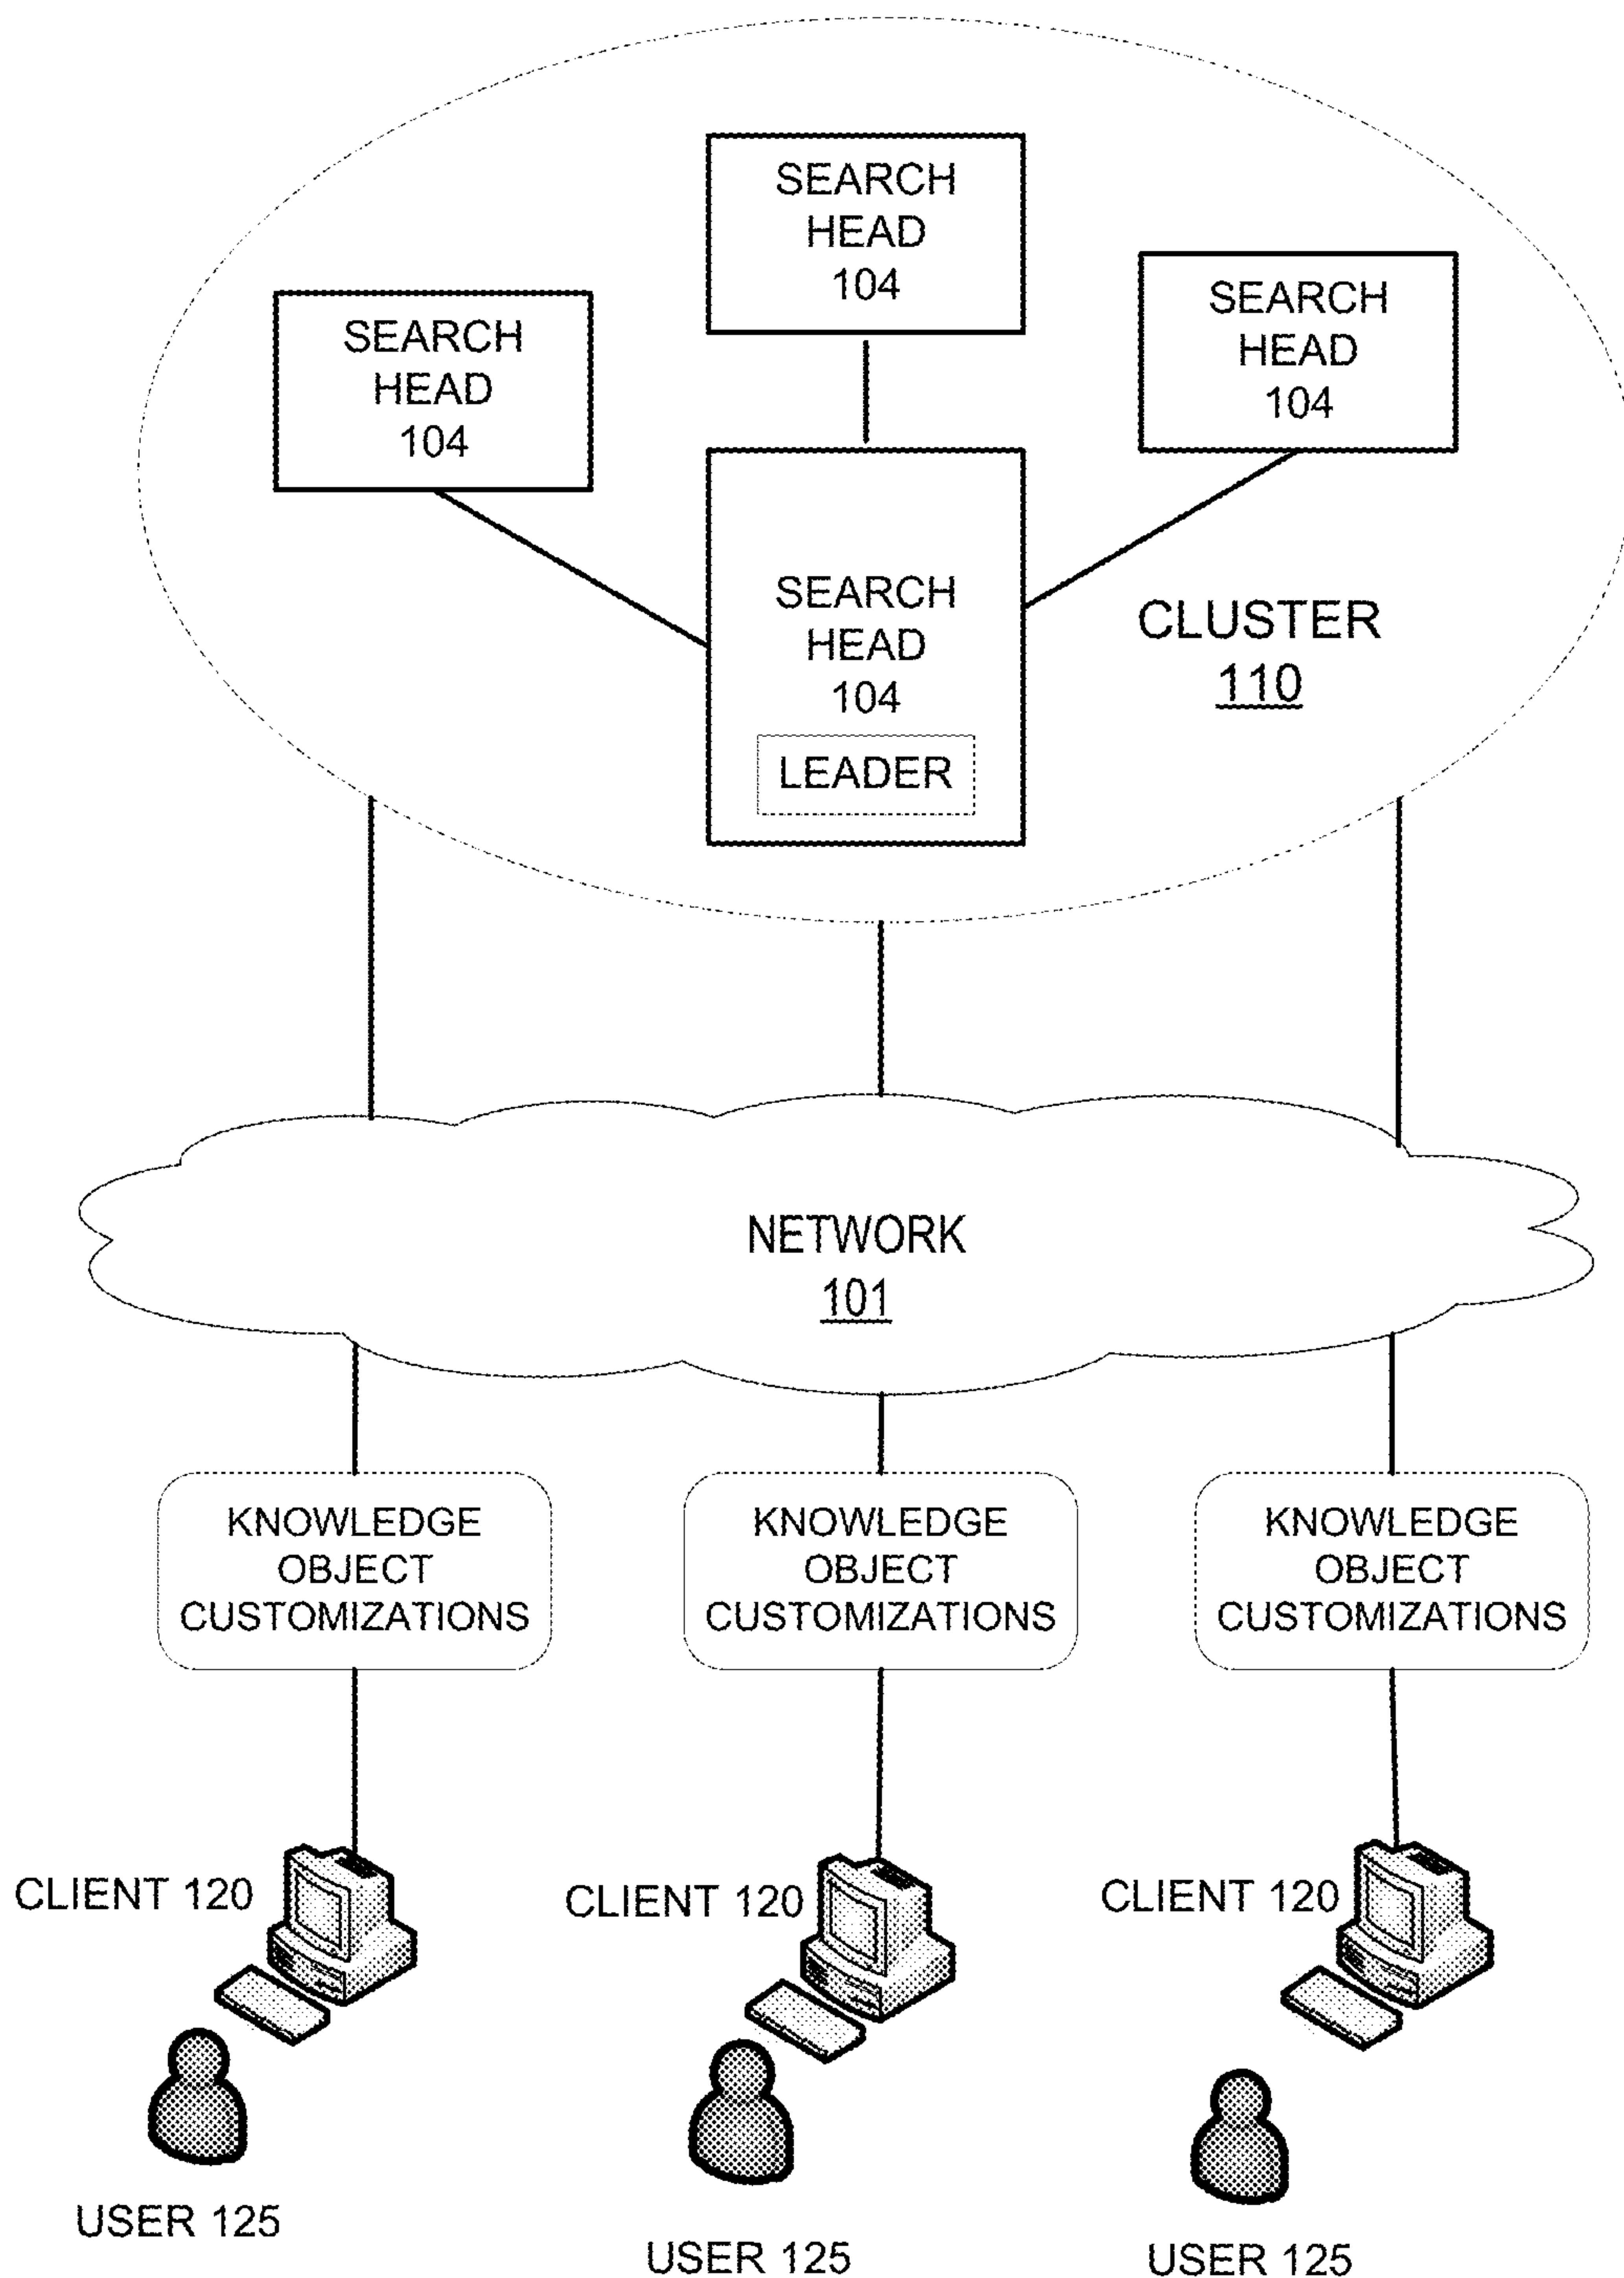 SEARCH
HEAD
104
SEARCH
HEAD
104
SEARCH
HEAD
104
SEARCH
HEAD
104
LEADER
CLUSTER
110
NETWORK
101
KNOWLEDGE
OBJECT
CUSTOMIZATIONS
KNOWLEDGE
OBJECT
CUSTOMIZATIONS
KNOWLEDGE
OBJECT
CUSTOMIZATIONS
CLIENT 120
CLIENT 120
CLIENT 120
USER 125
USER 125
USER 125